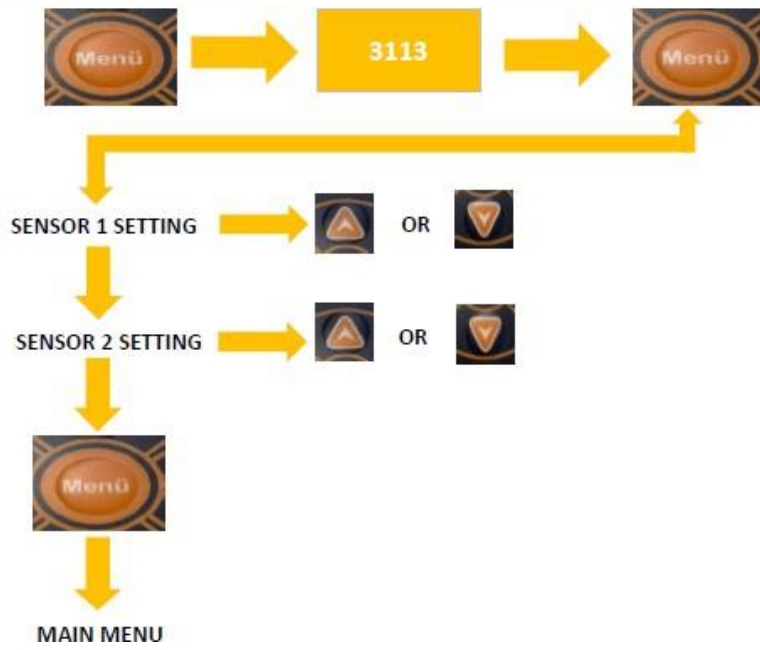 Menü
3113
Menü
SENSOR 1 SETTING
OR
SENSOR 2 SETTING
OR
Menü
MAIN MENU